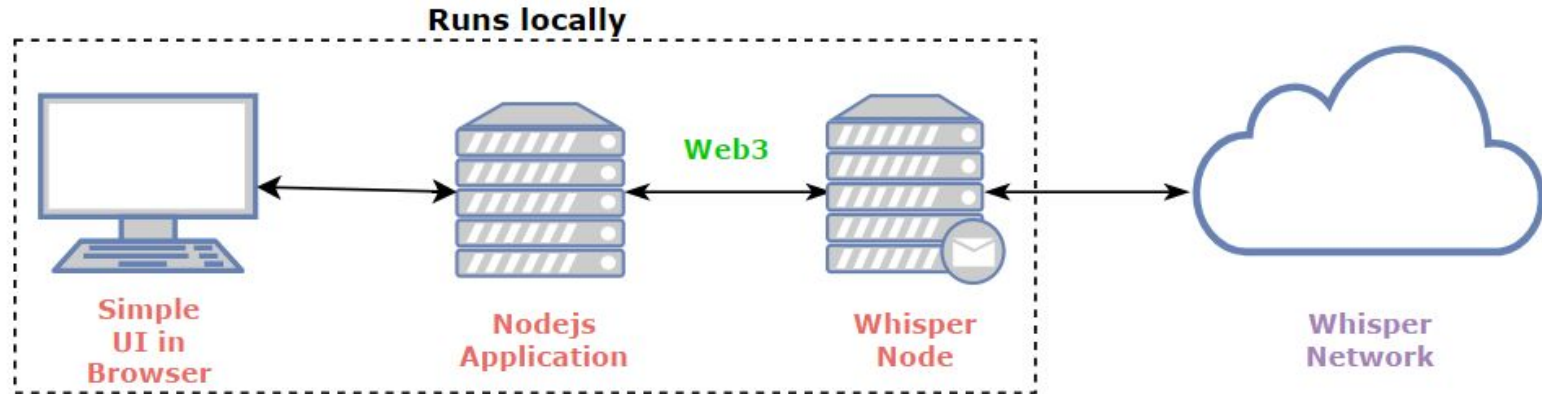 Runs locally
Web3
Simple
UI in
Browser
Nodejs
Application
Whisper
Node
Whisper
Network